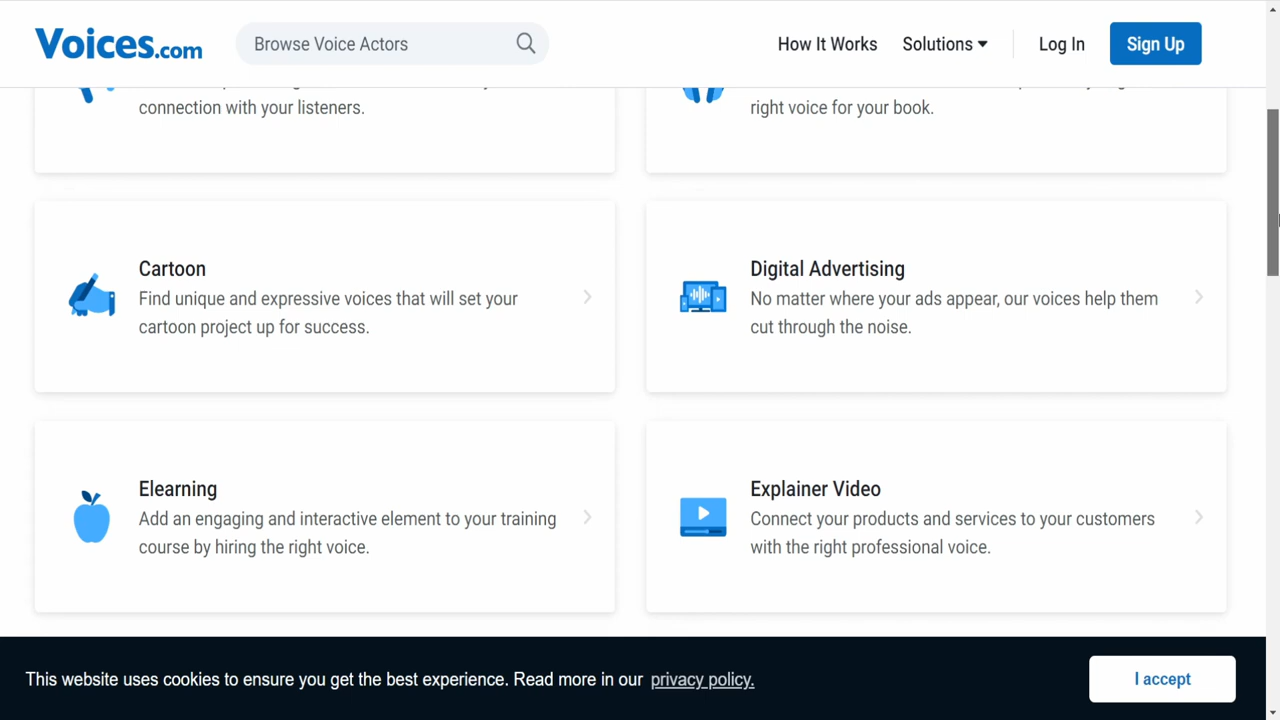 Voices.com
Browse Voice Actors
How It Works
Solutions
Log In
Sign Up
connection with your listeners.
right voice for your book.
Cartoon
Find unique and expressive voices that will set your
cartoon project up for success.
Digital Advertising
No matter where your ads appear, our voices help them
cut through the noise.
Elearning
Add an engaging and interactive element to your training
course by hiring the right voice.
Explainer Video
Connect your products and services to your customers
with the right professional voice.
This website uses cookies to ensure you get the best experience. Read more in our privacy policy.
I accept